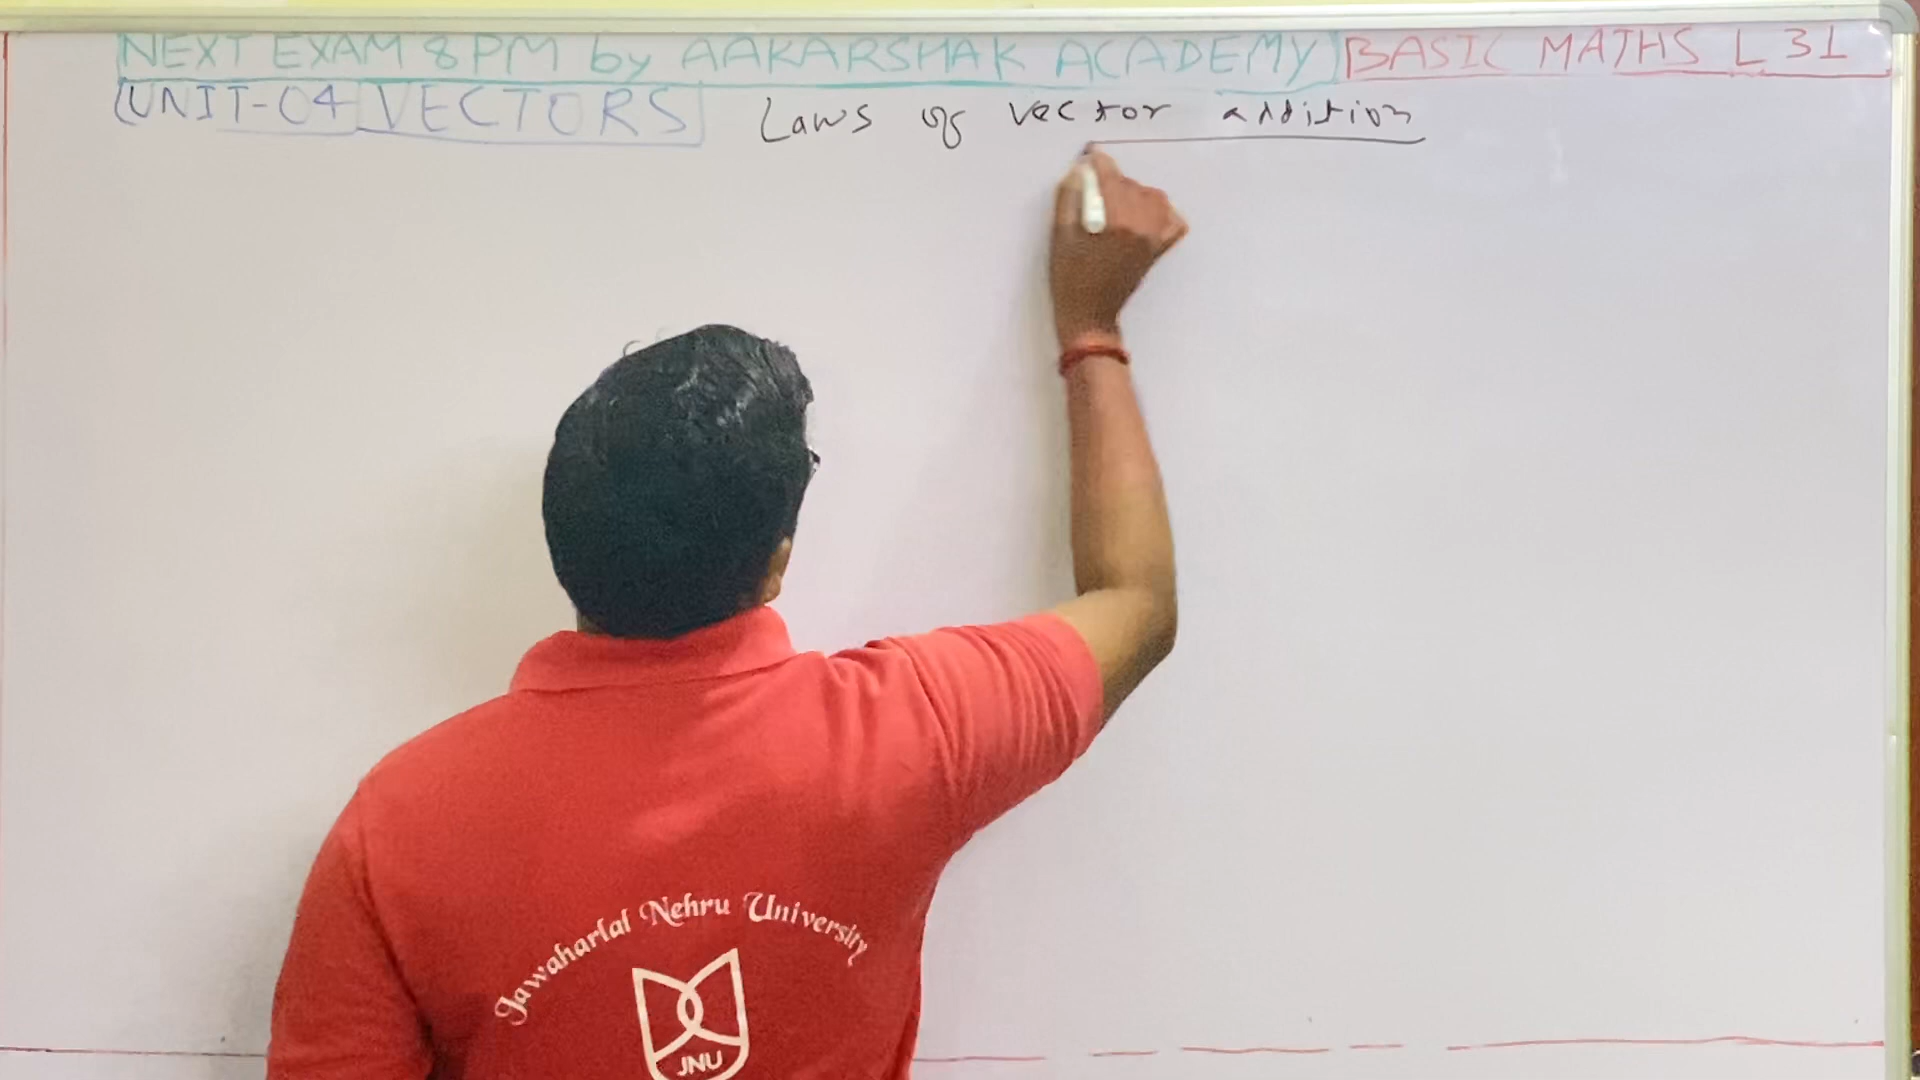 NEXT EXAM 8PM by AAKARSHAK ACADEMY BASIC MATHS L 31
UNIT-04 VECTORS Laws of vector addition
Jawaharlal Nehru University
JNU